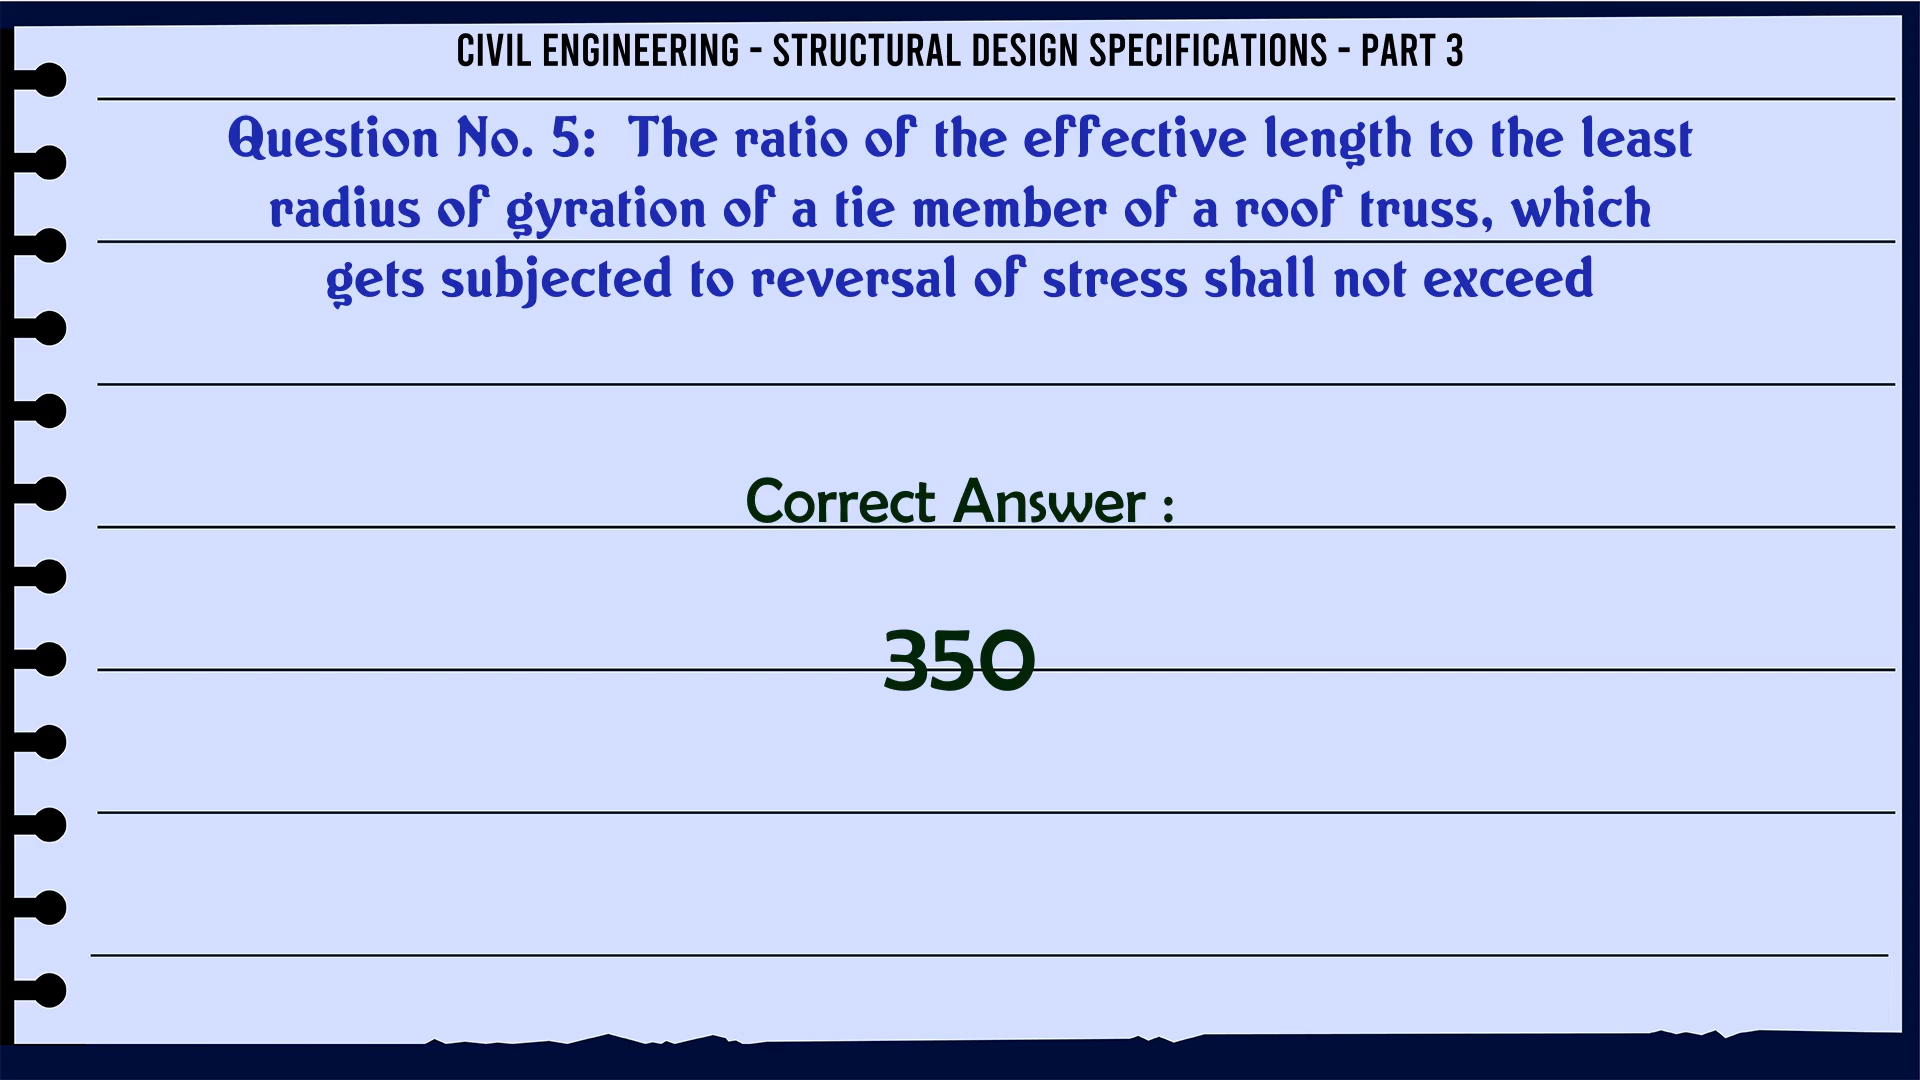 CIVIL ENGINEERING - STRUCTURAL DESIGN SPECIFICATIONS - PART 3
Question No. 5: The ratio of the effective length to the least
radius of gyration of a tie member of a roof truss, which
gets subjected to reversal of stress shall not exceed
Correct Answer :
350